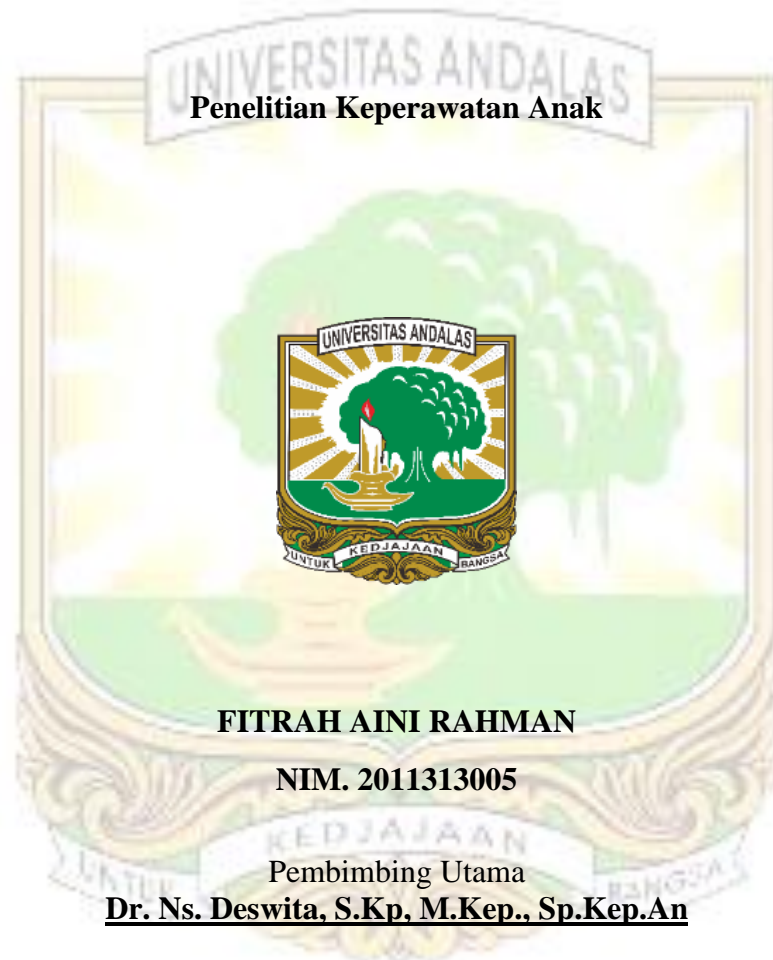 UNIVERSITAS ANDALAS
Penelitian Keperawatan Anak
UNIVERSITAS ANDALAS
UNTUK KEDJAJAAN BANGSA
FITRAH AINI RAHMAN
NIM. 2011313005
UNTUK KEDJAJAAN BANGSA
Pembimbing Utama
Dr. Ns. Deswita, S.Kp, M.Kep., Sp.Kep.An